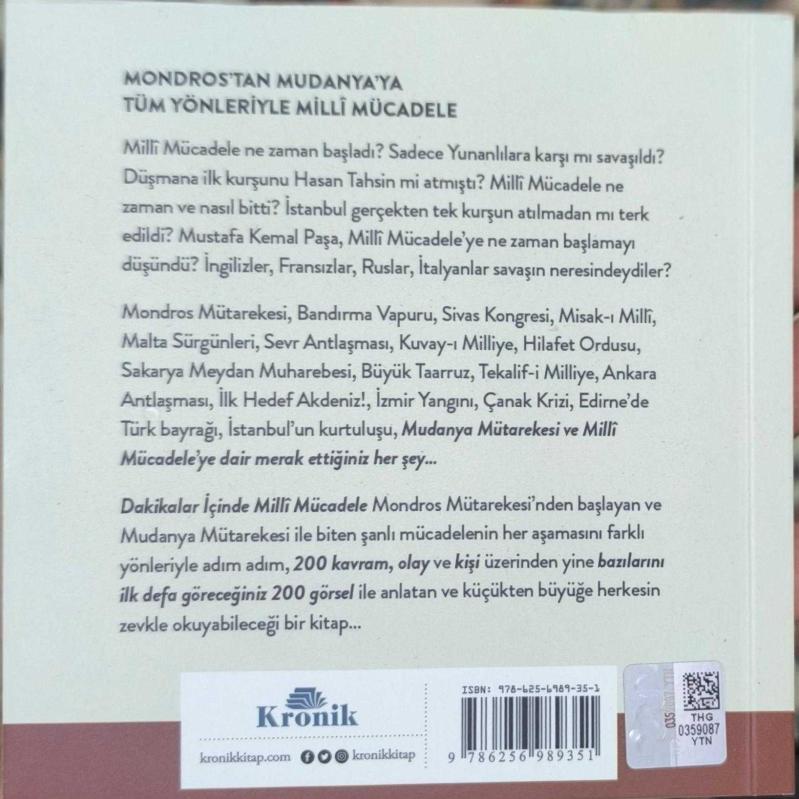 MONDROS'TAN MUDANYA'YA
TÜM YÖNLERİYLE MİLLÎ MÜCADELE
Millî Mücadele ne zaman başladı? Sadece Yunanlılara karşı mı savaşıldı?
Düşmana ilk kurşunu Hasan Tahsin mi atmıştı? Millî Mücadele ne
zaman ve nasıl bitti? İstanbul gerçekten tek kurşun atılmadan mı terk
edildi? Mustafa Kemal Paşa, Millî Mücadele'ye ne zaman başlamayı
düşündü? İngilizler, Fransızlar, Ruslar, İtalyanlar savaşın neresindeydiler?
Mondros Mütarekesi, Bandırma Vapuru, Sivas Kongresi, Misak-ı Millî,
Malta Sürgünleri, Sevr Antlaşması, Kuvay-ı Milliye, Hilafet Ordusu,
Sakarya Meydan Muharebesi, Büyük Taarruz, Tekalif-i Milliye, Ankara
Antlaşması, İlk Hedef Akdeniz!, İzmir Yangını, Çanak Krizi, Edirne'de
Türk bayrağı, İstanbul'un kurtuluşu, Mudanya Mütarekesi ve Millî
Mücadele'ye dair merak ettiğiniz her şey...
Dakikalar İçinde Millî Mücadele Mondros Mütarekesi'nden başlayan ve
Mudanya Mütarekesi ile biten şanlı mücadelenin her aşamasını farklı
yönleriyle adım adım, 200 kavram, olay ve kişi üzerinden yine bazılarını
ilk defa göreceğiniz 200 görsel ile anlatan ve küçükten büyüğe herkesin
zevkle okuyabileceği bir kitap...
Kronik
kronikkitap.com kronikkitap
ISBN: 978-625-6989-35-1
9 786256 989351
THG
0359087
YTN